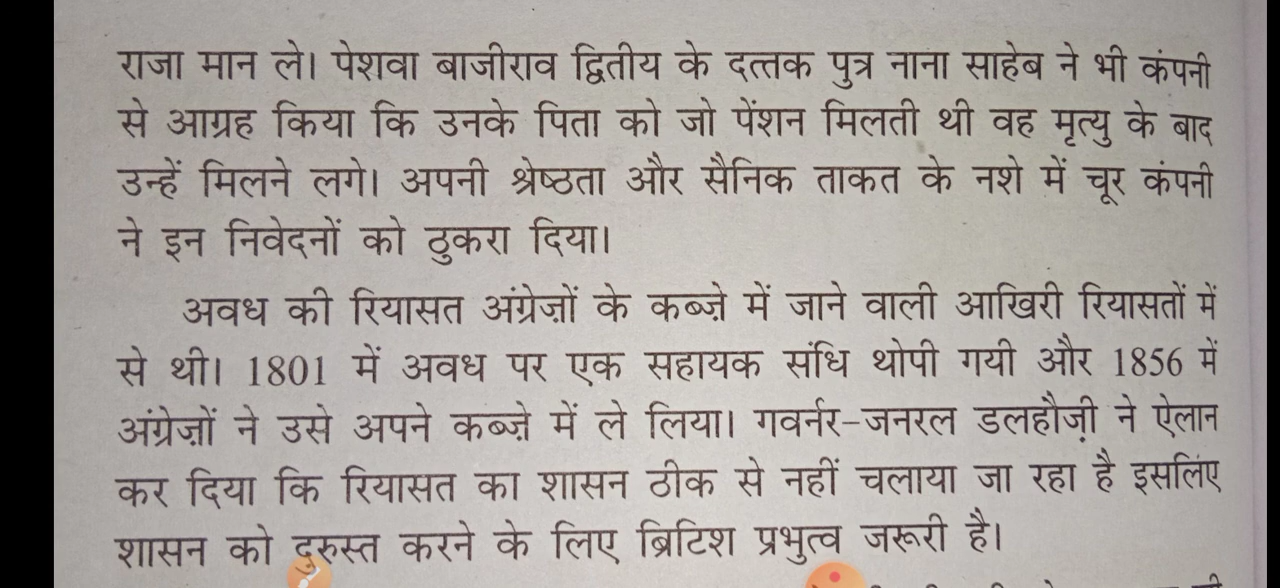 राजा मान ले। पेशवा बाजीराव द्वितीय के दत्तक पुत्र नाना साहेब ने भी कंपनी
से आग्रह किया कि उनके पिता को जो पेंशन मिलती थी वह मृत्यु के बाद
उन्हें मिलने लगे। अपनी श्रेष्ठता और सैनिक ताकत के नशे में चूर कंपनी
ने इन निवेदनों को ठुकरा दिया।
अवध की रियासत अंग्रेज़ों के कब्ज़े में जाने वाली आखिरी रियासतों में
से थी। 1801 में अवध पर एक सहायक संधि थोपी गयी और 1856 में
अंग्रेज़ों ने उसे अपने कब्ज़े में ले लिया। गवर्नर-जनरल डलहौज़ी ने ऐलान
कर दिया कि रियासत का शासन ठीक से नहीं चलाया जा रहा है इसलिए
शासन को दुरुस्त करने के लिए ब्रिटिश प्रभुत्व जरूरी है।